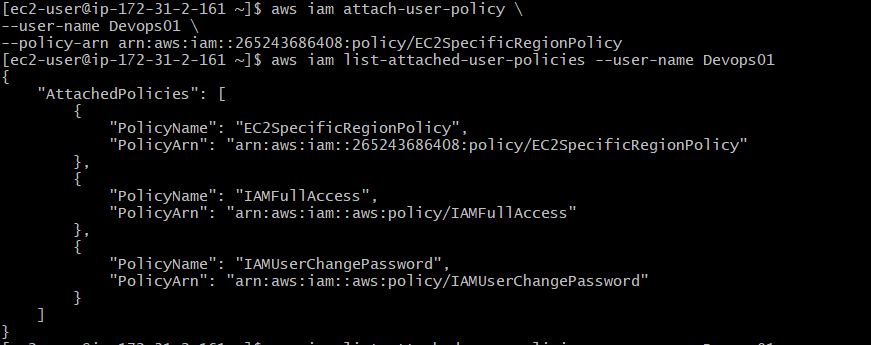 [ec2-user@ip-172-31-2-161 ~]$ aws iam attach-user-policy \
--user-name Devops01 \
--policy-arn arn:aws:iam::265243686408:policy/EC2SpecificRegionPolicy
[ec2-user@ip-172-31-2-161 ~]$ aws iam list-attached-user-policies --user-name Devops01
{
    "AttachedPolicies": [
        {
            "PolicyName": "EC2SpecificRegionPolicy",
            "PolicyArn": "arn:aws:iam::265243686408:policy/EC2SpecificRegionPolicy"
        },
        {
            "PolicyName": "IAMFullAccess",
            "PolicyArn": "arn:aws:iam::aws:policy/IAMFullAccess"
        },
        {
            "PolicyName": "IAMUserChangePassword",
            "PolicyArn": "arn:aws:iam::aws:policy/IAMUserChangePassword"
        }
    ]
}